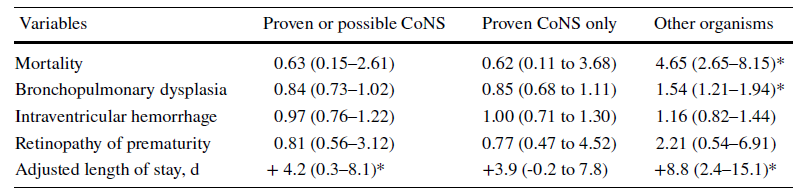 Variables Proven or possible CoNS Proven CoNS only Other organisms
Mortality 0.63 (0.15–2.61) 0.62 (0.11 to 3.68) 4.65 (2.65–8.15)*
Bronchopulmonary dysplasia 0.84 (0.73–1.02) 0.85 (0.68 to 1.11) 1.54 (1.21–1.94)*
Intraventricular hemorrhage 0.97 (0.76–1.22) 1.00 (0.71 to 1.30) 1.16 (0.82–1.44)
Retinopathy of prematurity 0.81 (0.56–3.12) 0.77 (0.47 to 4.52) 2.21 (0.54–6.91)
Adjusted length of stay, d + 4.2 (0.3–8.1)* +3.9 (-0.2 to 7.8) +8.8 (2.4–15.1)*